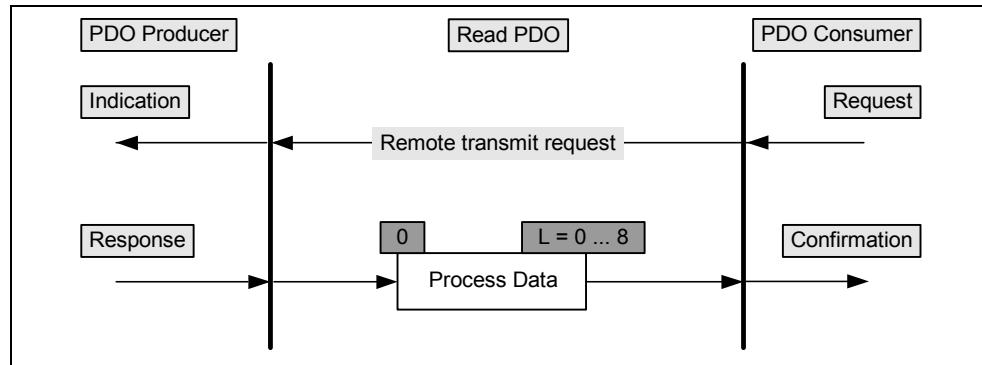 PDO Producer
Read PDO
PDO Consumer
Indication
Request
Remote transmit request
Response
0
L = 0 ... 8
Confirmation
Process Data